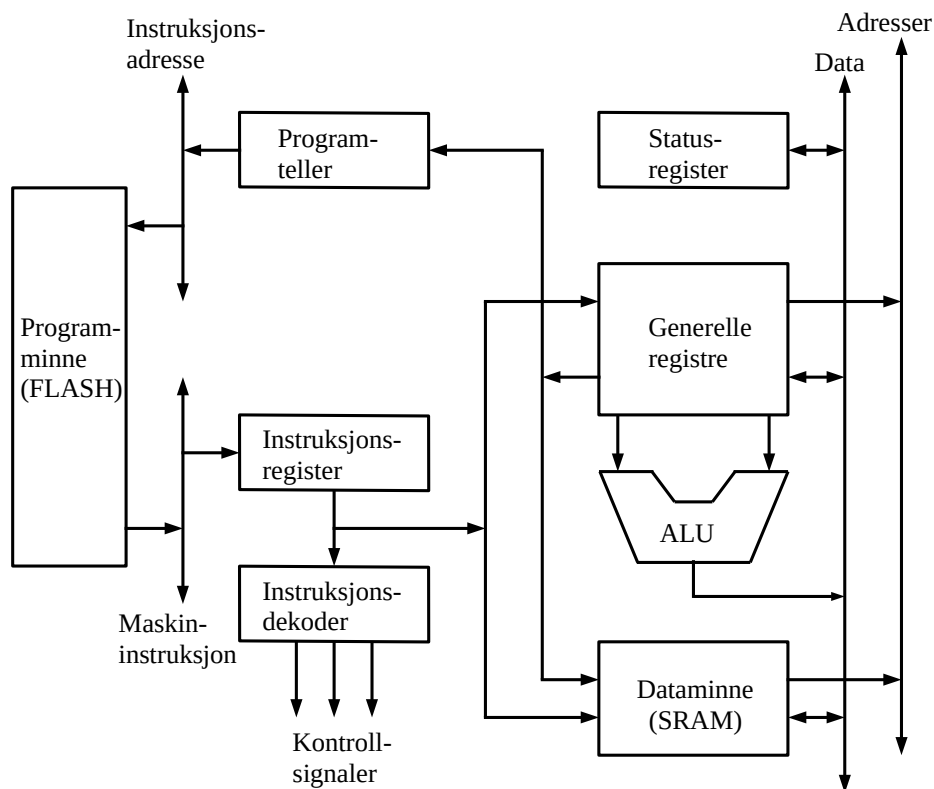 Instruksjons-
adresse
Adresser
Data
Program-
teller
Status-
register
Program-
minne
(FLASH)
Generelle
registre
Instruksjons-
register
ALU
Instruksjons-
dekoder
Maskin-
instruksjon
Dataminne
(SRAM)
Kontroll-
signaler